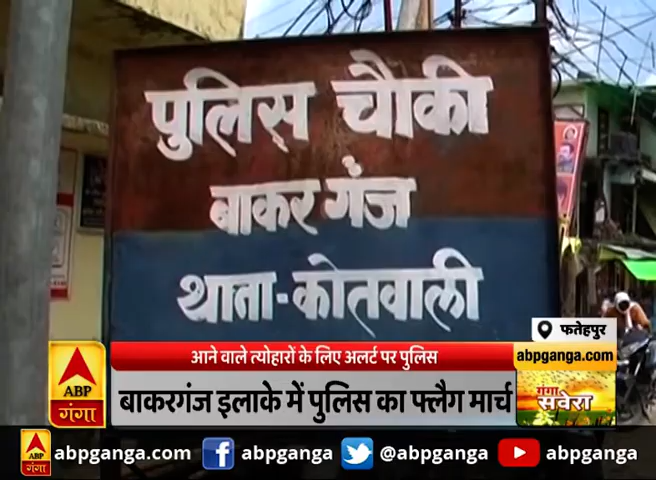 पुलिस चौकी
बाकर गंज
थाना-कोतवाली
फतेहपुर
आने वाले त्योहारों के लिए अलर्ट पर पुलिस
abpganga.com
ABP
गंगा
बाकरगंज इलाके में पुलिस का फ्लैग मार्च
गंगा
सवेरा
ABP
गंगा
abpganga.com
abpganga
@abpganga
abpganga